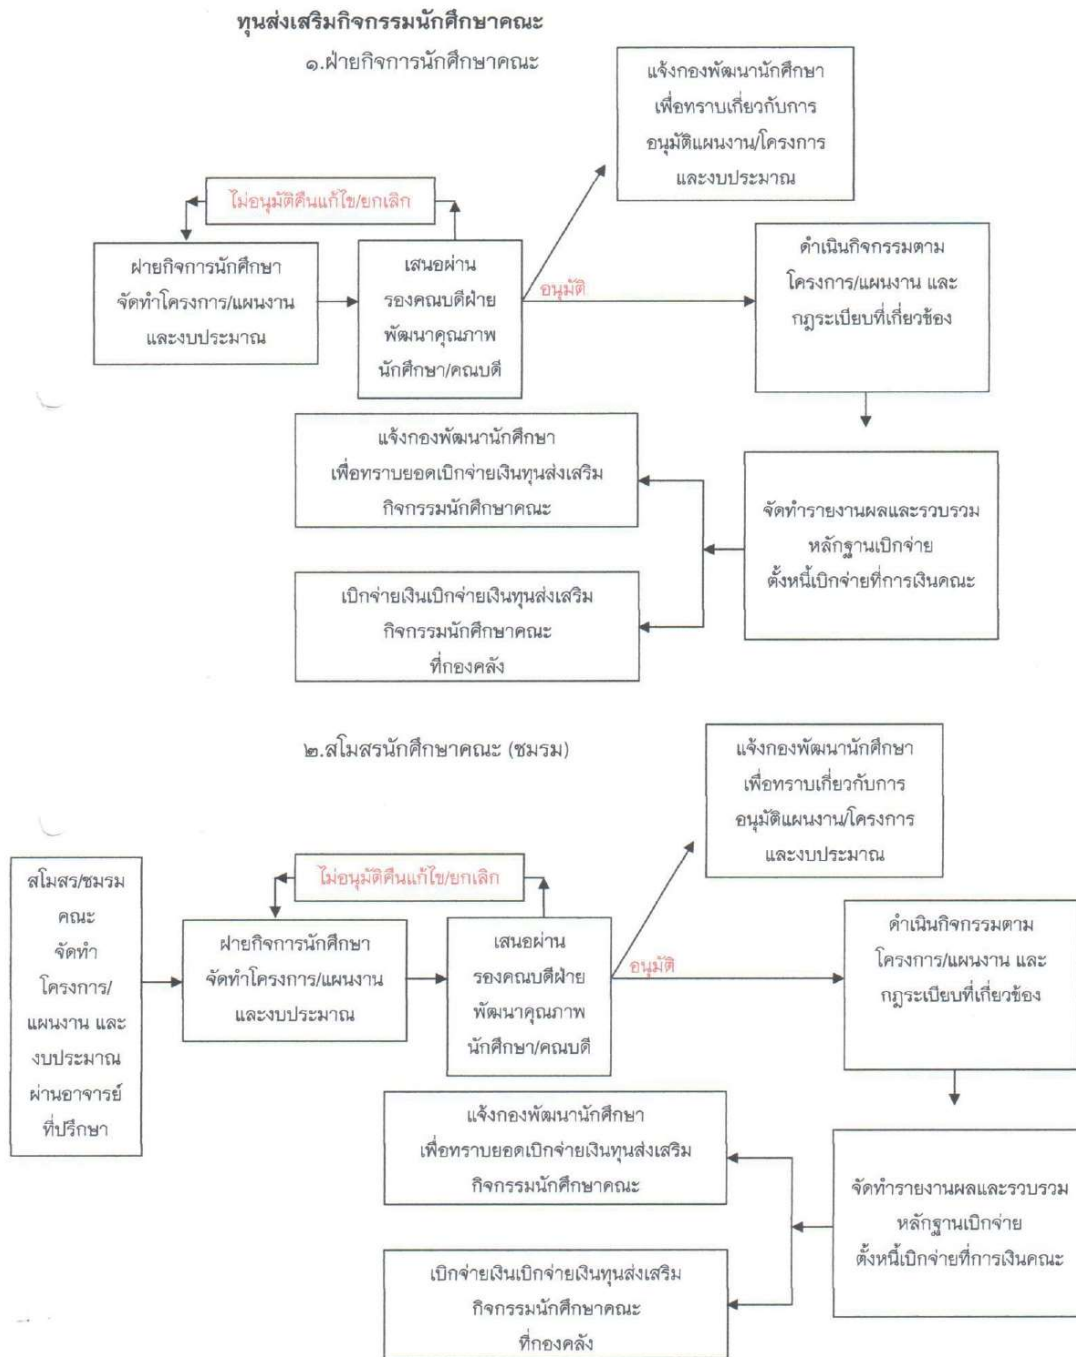 ทุนส่งเสริมกิจกรรมนักศึกษาคณะ
๑.ฝ่ายกิจการนักศึกษาคณะ
แจ้งกองพัฒนานักศึกษา
เพื่อทราบเกี่ยวกับการ
อนุมัติแผนงาน/โครงการ
และงบประมาณ
ไม่อนุมัติคืนแก้ไข/ยกเลิก
ฝ่ายกิจการนักศึกษา
จัดทำโครงการ/แผนงาน
และงบประมาณ
เสนอผ่าน
รองคณบดีฝ่าย
พัฒนาคุณภาพ
นักศึกษา/คณบดี
อนุมัติ
ดำเนินกิจกรรมตาม
โครงการ/แผนงาน และ
กฎระเบียบที่เกี่ยวข้อง
แจ้งกองพัฒนานักศึกษา
เพื่อทราบยอดเบิกจ่ายเงินทุนส่งเสริม
กิจกรรมนักศึกษาคณะ
จัดทำรายงานผลและรวบรวม
หลักฐานเบิกจ่าย
ตั้งหนี้เบิกจ่ายที่การเงินคณะ
เบิกจ่ายเงินเบิกจ่ายเงินทุนส่งเสริม
กิจกรรมนักศึกษาคณะ
ที่กองคลัง
๒.สโมสรนักศึกษาคณะ (ชมรม)
แจ้งกองพัฒนานักศึกษา
เพื่อทราบเกี่ยวกับการ
อนุมัติแผนงาน/โครงการ
และงบประมาณ
สโมสร/ชมรม
คณะ
จัดทำ
โครงการ/
แผนงาน และ
งบประมาณ
ผ่านอาจารย์
ที่ปรึกษา
ไม่อนุมัติคืนแก้ไข/ยกเลิก
ฝ่ายกิจการนักศึกษา
จัดทำโครงการ/แผนงาน
และงบประมาณ
เสนอผ่าน
รองคณบดีฝ่าย
พัฒนาคุณภาพ
นักศึกษา/คณบดี
อนุมัติ
ดำเนินกิจกรรมตาม
โครงการ/แผนงาน และ
กฎระเบียบที่เกี่ยวข้อง
แจ้งกองพัฒนานักศึกษา
เพื่อทราบยอดเบิกจ่ายเงินทุนส่งเสริม
กิจกรรมนักศึกษาคณะ
จัดทำรายงานผลและรวบรวม
หลักฐานเบิกจ่าย
ตั้งหนี้เบิกจ่ายที่การเงินคณะ
เบิกจ่ายเงินเบิกจ่ายเงินทุนส่งเสริม
กิจกรรมนักศึกษาคณะ
ที่กองคลัง